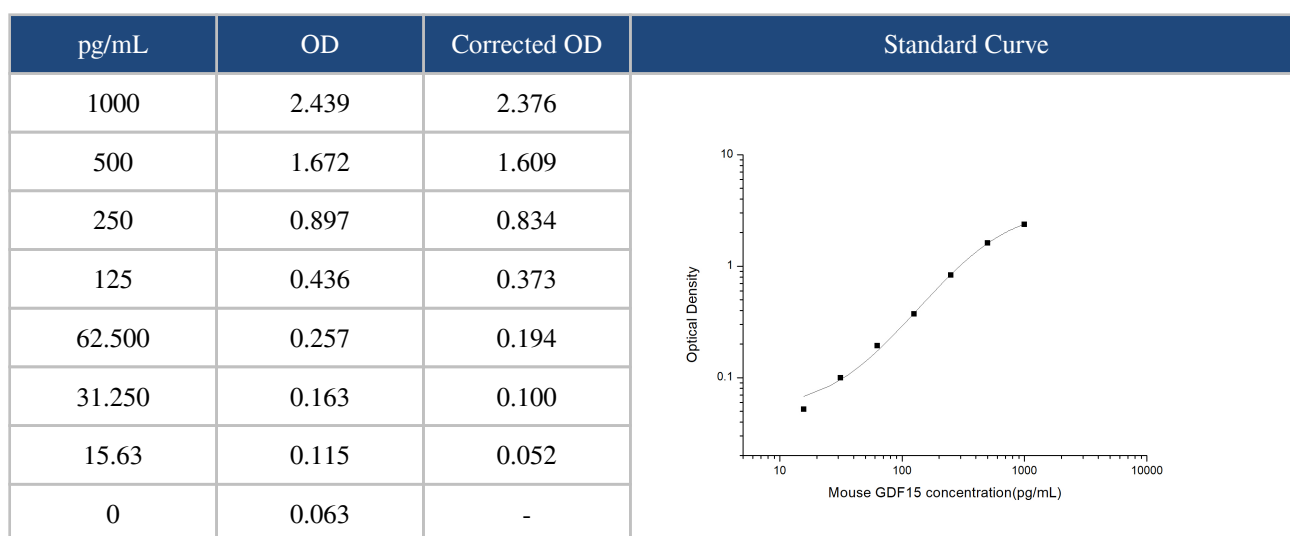 pg/mL OD Corrected OD Standard Curve
1000 2.439 2.376
500 1.672 1.609
250 0.897 0.834
125 0.436 0.373
62.500 0.257 0.194
31.250 0.163 0.100
15.63 0.115 0.052
0 0.063 -
10
1
0.1
Optical Density
10 100 1000 10000
Mouse GDF15 concentration(pg/mL)